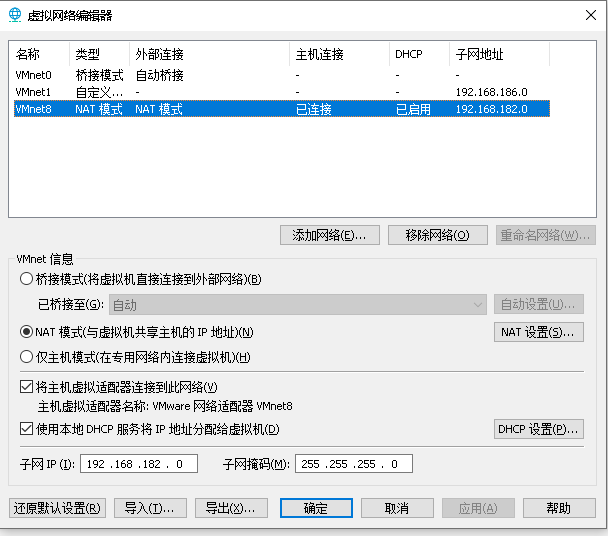 虚拟网络编辑器
名称 类型 外部连接 主机连接 DHCP 子网地址
VMnet0 桥接模式 自动桥接 - - -
VMnet1 自定义... - - - 192.168.186.0
VMnet8 NAT 模式 NAT 模式 已连接 已启用 192.168.182.0
添加网络(E)... 移除网络(O) 重命名网络(W)...
VMnet 信息
桥接模式(将虚拟机直接连接到外部网络)(B)
已桥接至(G): 自动 自动设置(U)...
NAT 模式(与虚拟机共享主机的 IP 地址)(N) NAT 设置(S)...
仅主机模式(在专用网络内连接虚拟机)(H)
将主机虚拟适配器连接到此网络(V)
主机虚拟适配器名称: VMware 网络适配器 VMnet8
使用本地 DHCP 服务将 IP 地址分配给虚拟机(D) DHCP 设置(P)...
子网 IP (I): 192 .168 .182 . 0 子网掩码(M): 255 .255 .255 . 0
还原默认设置(R) 导入(T)... 导出(X)... 确定 取消 应用(A) 帮助